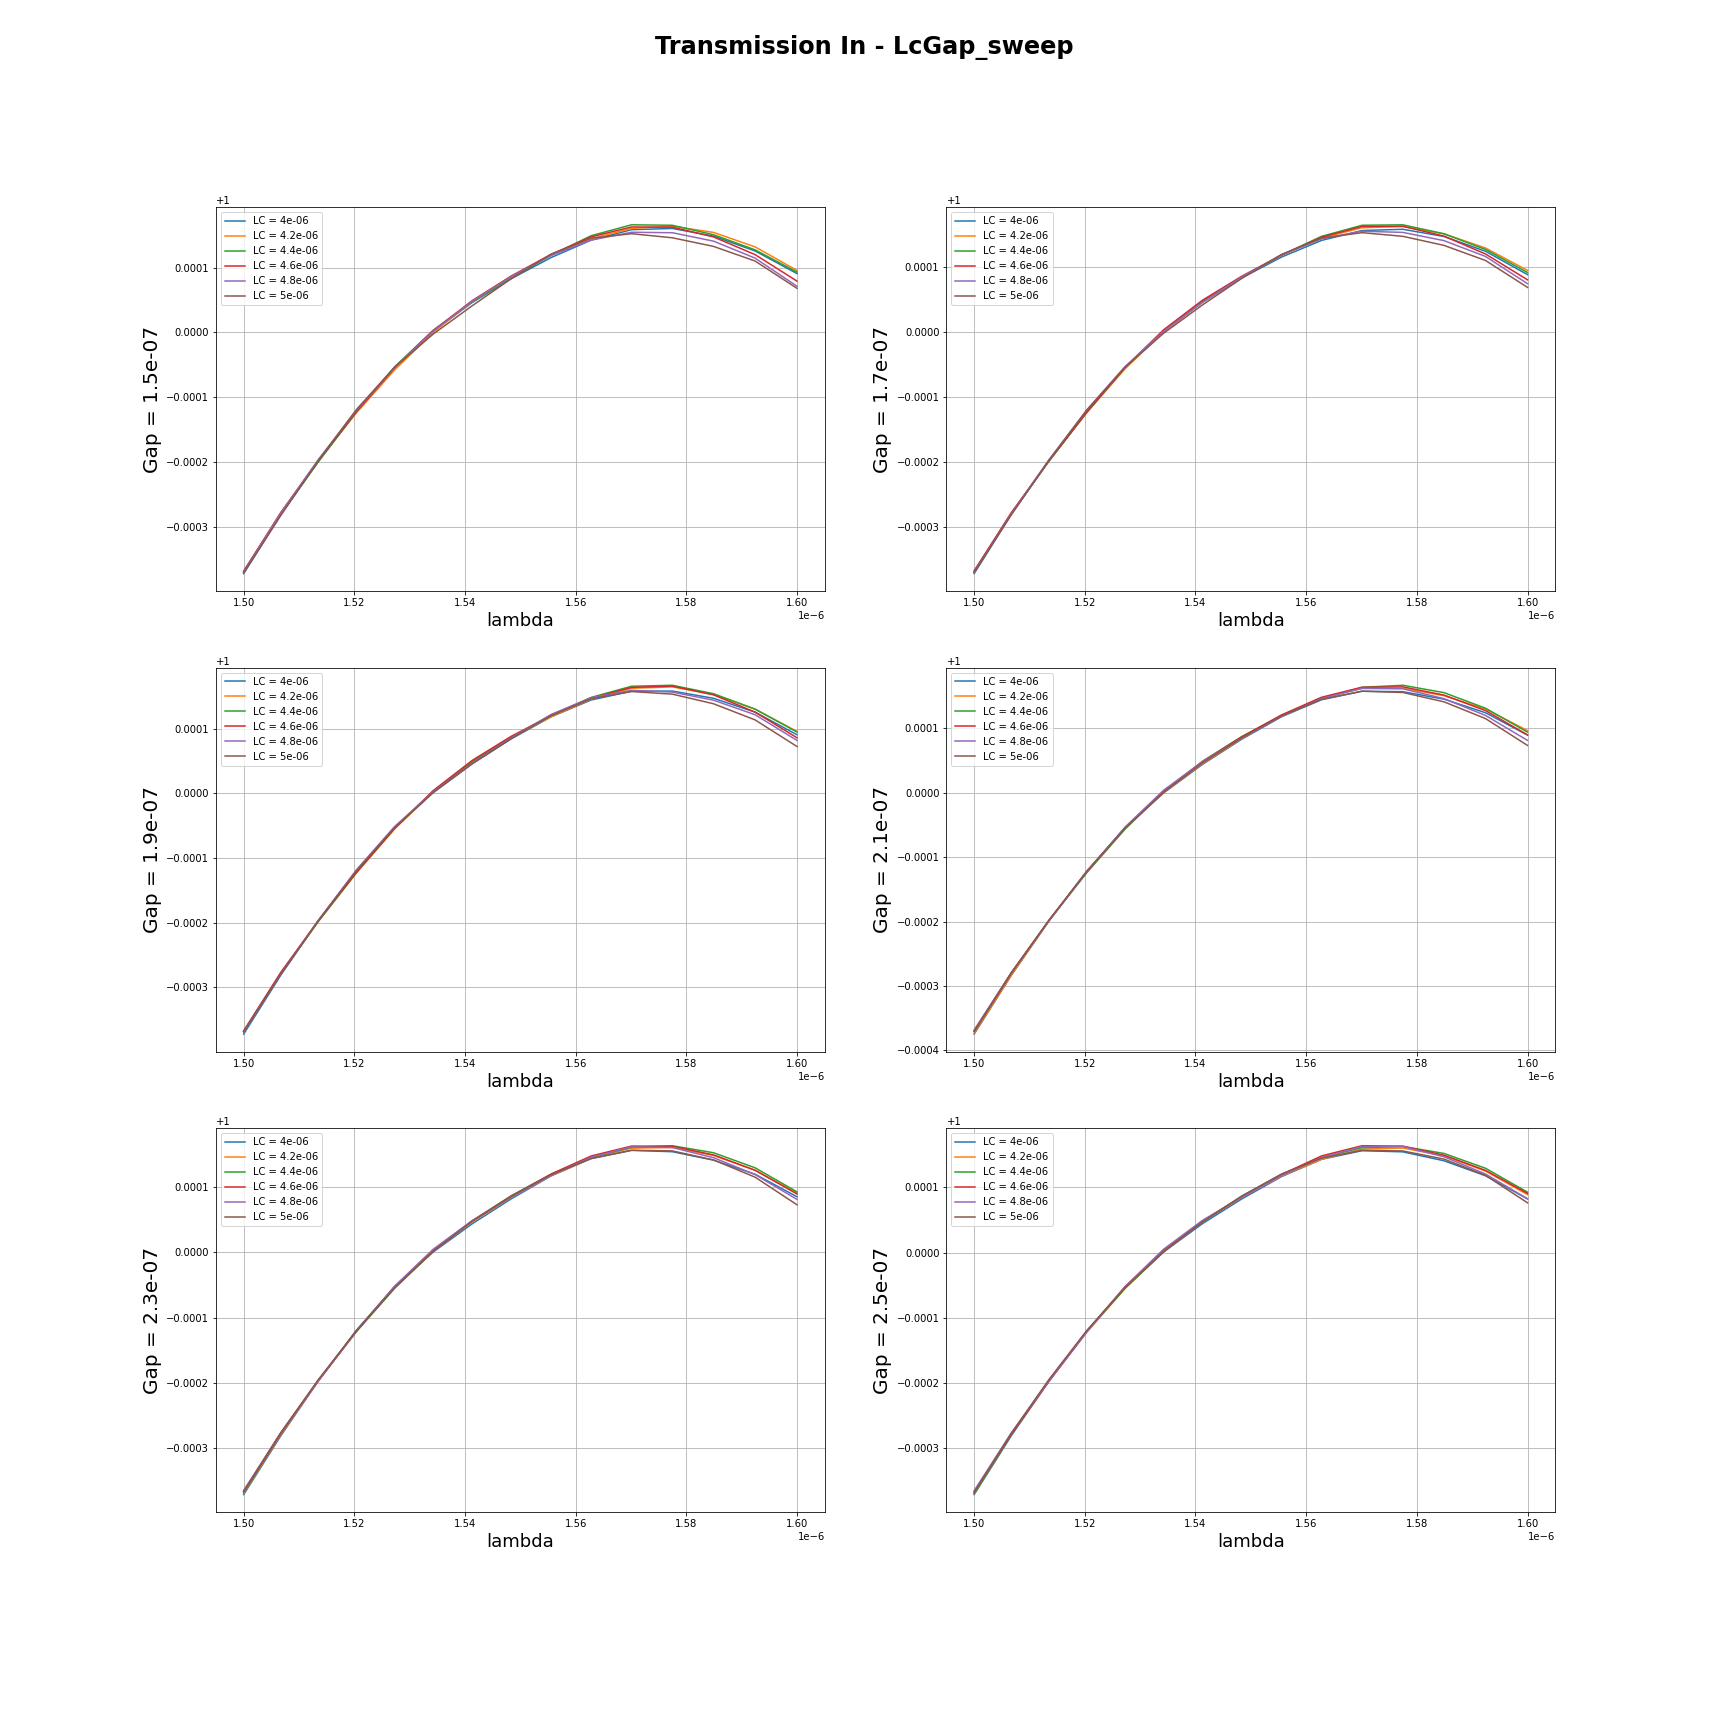 Transmission In - LcGap_sweep
+1
LC = 4e-06
LC = 4.2e-06
LC = 4.4e-06
LC = 4.6e-06
LC = 4.8e-06
LC = 5e-06
0.0001
0.0000
−0.0001
−0.0002
−0.0003
Gap = 1.5e-07
1.50 1.52 1.54 1.56 1.58 1.60
1e−6
lambda
+1
LC = 4e-06
LC = 4.2e-06
LC = 4.4e-06
LC = 4.6e-06
LC = 4.8e-06
LC = 5e-06
0.0001
0.0000
−0.0001
−0.0002
−0.0003
Gap = 1.7e-07
1.50 1.52 1.54 1.56 1.58 1.60
1e−6
lambda
+1
LC = 4e-06
LC = 4.2e-06
LC = 4.4e-06
LC = 4.6e-06
LC = 4.8e-06
LC = 5e-06
0.0001
0.0000
−0.0001
−0.0002
−0.0003
Gap = 1.9e-07
1.50 1.52 1.54 1.56 1.58 1.60
1e−6
lambda
+1
LC = 4e-06
LC = 4.2e-06
LC = 4.4e-06
LC = 4.6e-06
LC = 4.8e-06
LC = 5e-06
0.0001
0.0000
−0.0001
−0.0002
−0.0003
−0.0004
Gap = 2.1e-07
1.50 1.52 1.54 1.56 1.58 1.60
1e−6
lambda
+1
LC = 4e-06
LC = 4.2e-06
LC = 4.4e-06
LC = 4.6e-06
LC = 4.8e-06
LC = 5e-06
0.0001
0.0000
−0.0001
−0.0002
−0.0003
Gap = 2.3e-07
1.50 1.52 1.54 1.56 1.58 1.60
1e−6
lambda
+1
LC = 4e-06
LC = 4.2e-06
LC = 4.4e-06
LC = 4.6e-06
LC = 4.8e-06
LC = 5e-06
0.0001
0.0000
−0.0001
−0.0002
−0.0003
Gap = 2.5e-07
1.50 1.52 1.54 1.56 1.58 1.60
1e−6
lambda